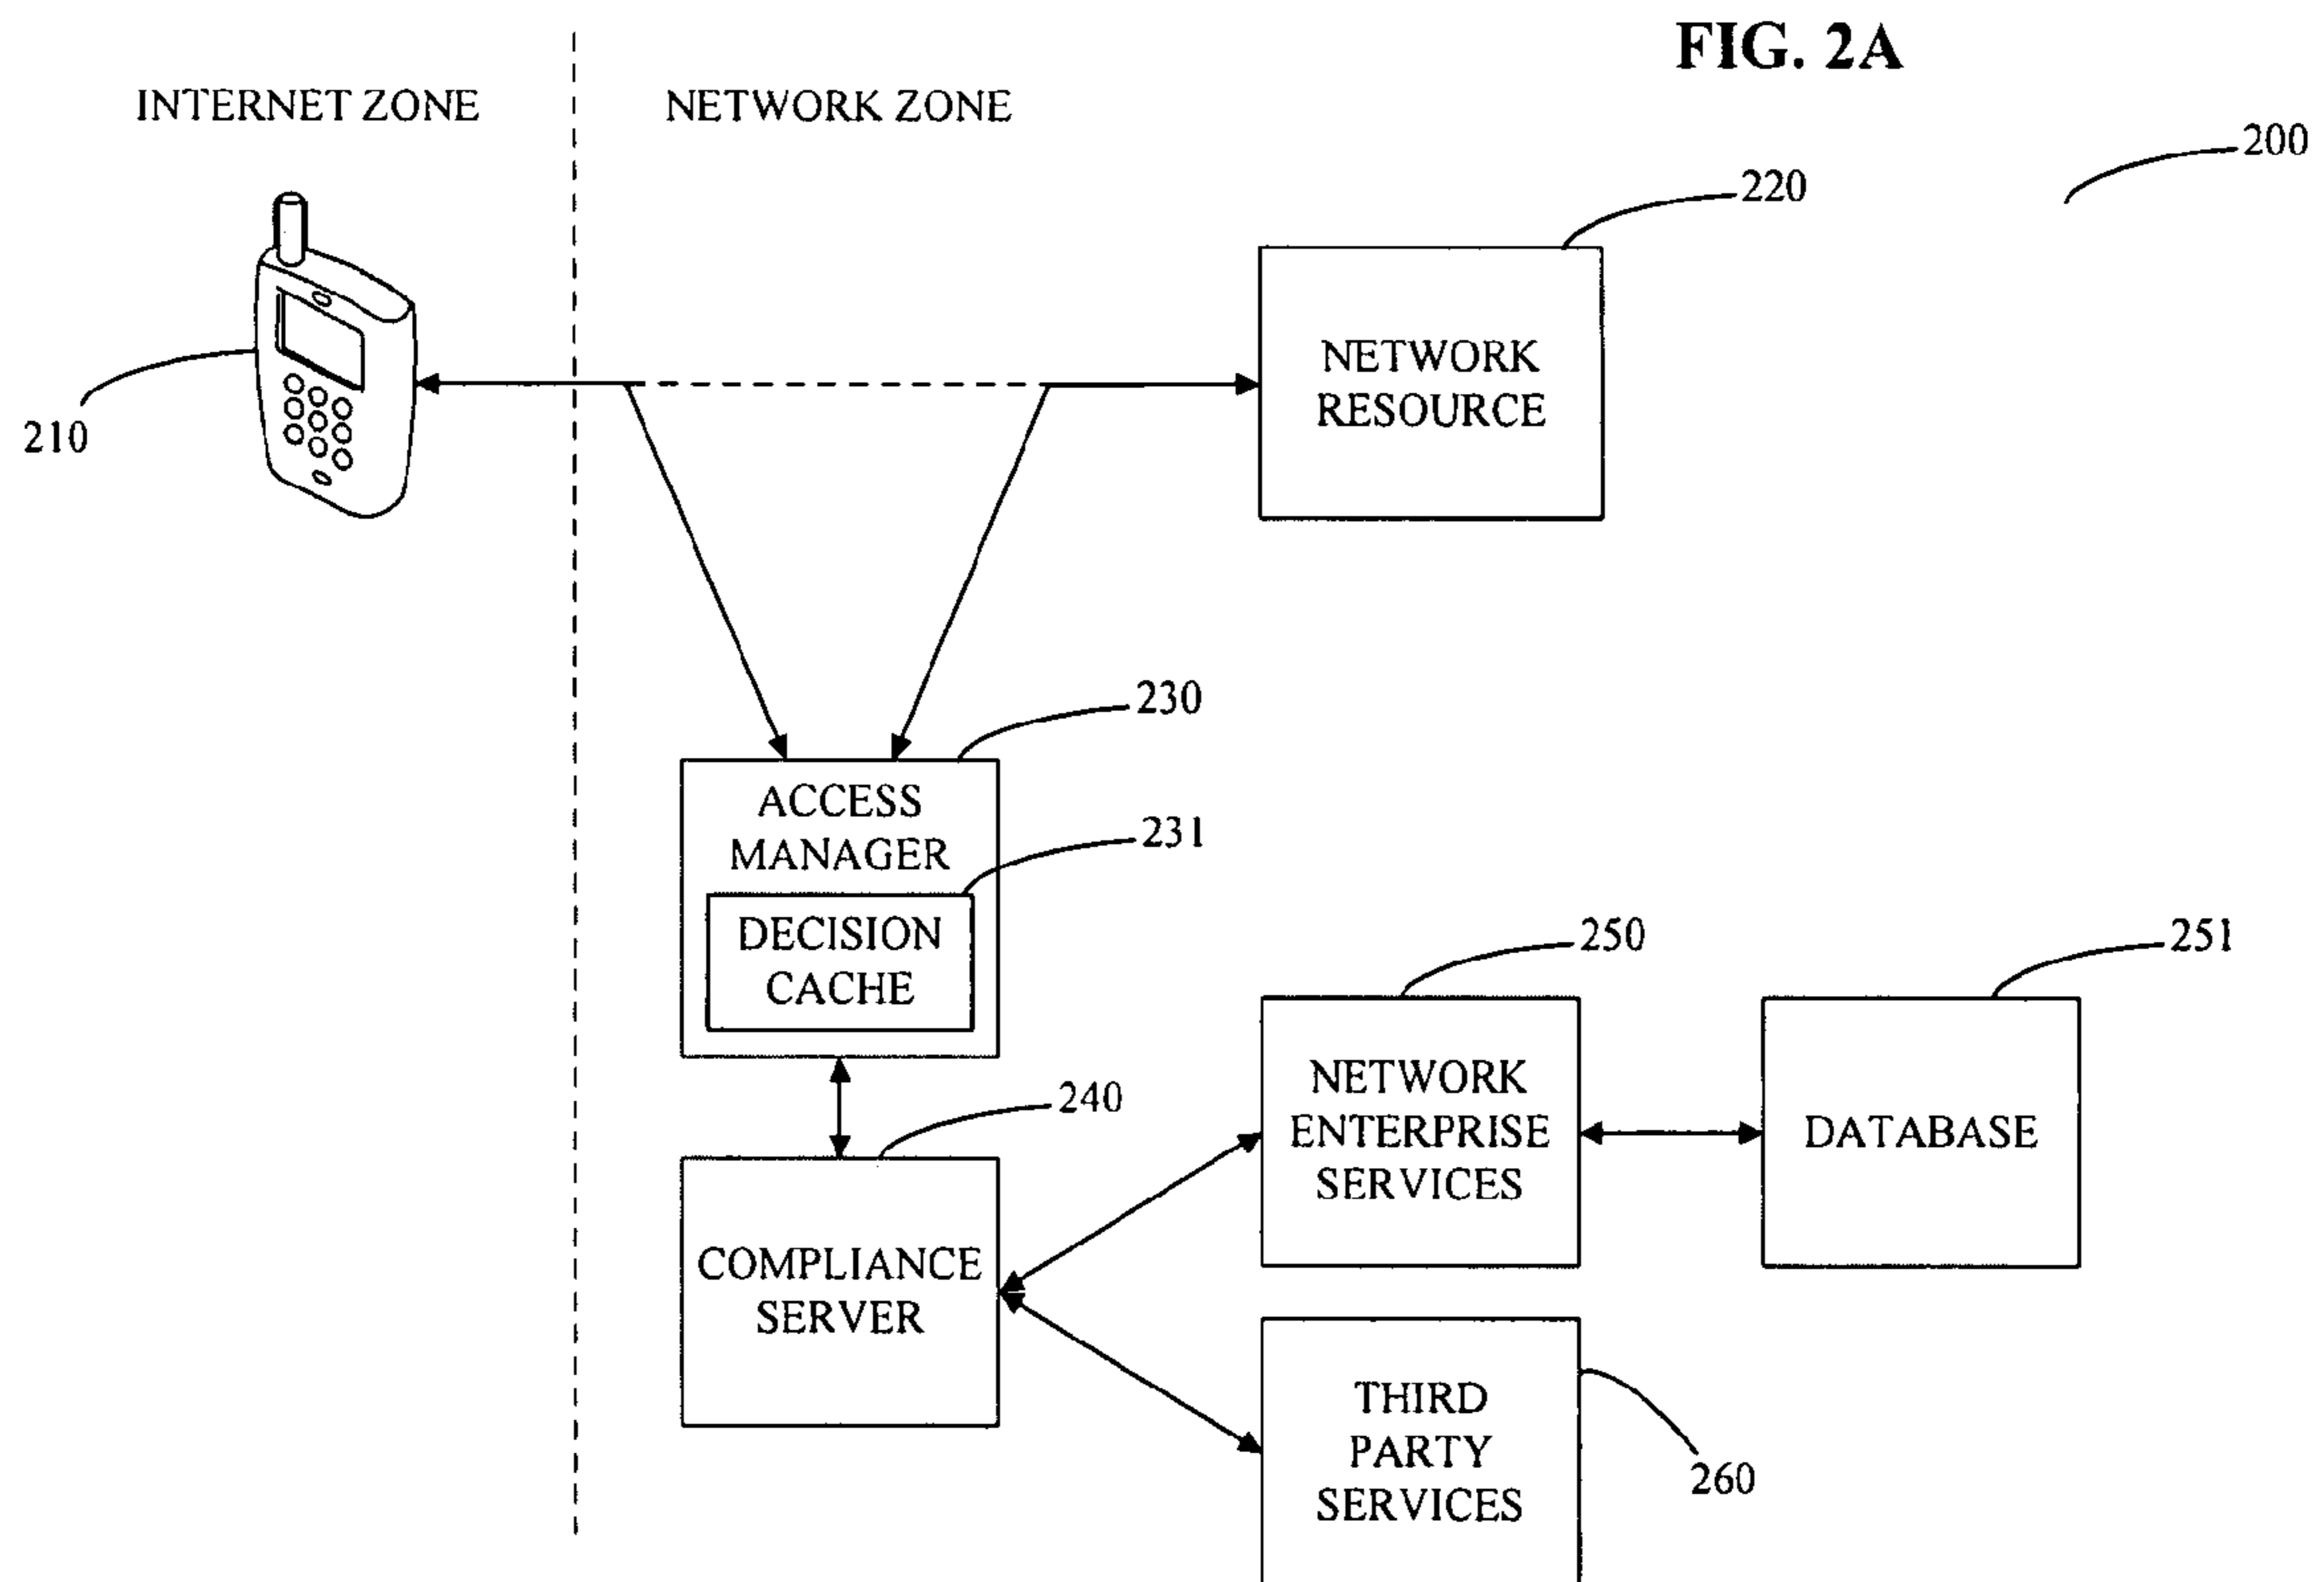 FIG. 2A
INTERNET ZONE
NETWORK ZONE
200
220
NETWORK
RESOURCE
210
230
ACCESS
MANAGER
231
DECISION
CACHE
250
251
240
NETWORK
ENTERPRISE
SERVICES
DATABASE
COMPLIANCE
SERVER
THIRD
PARTY
SERVICES
260